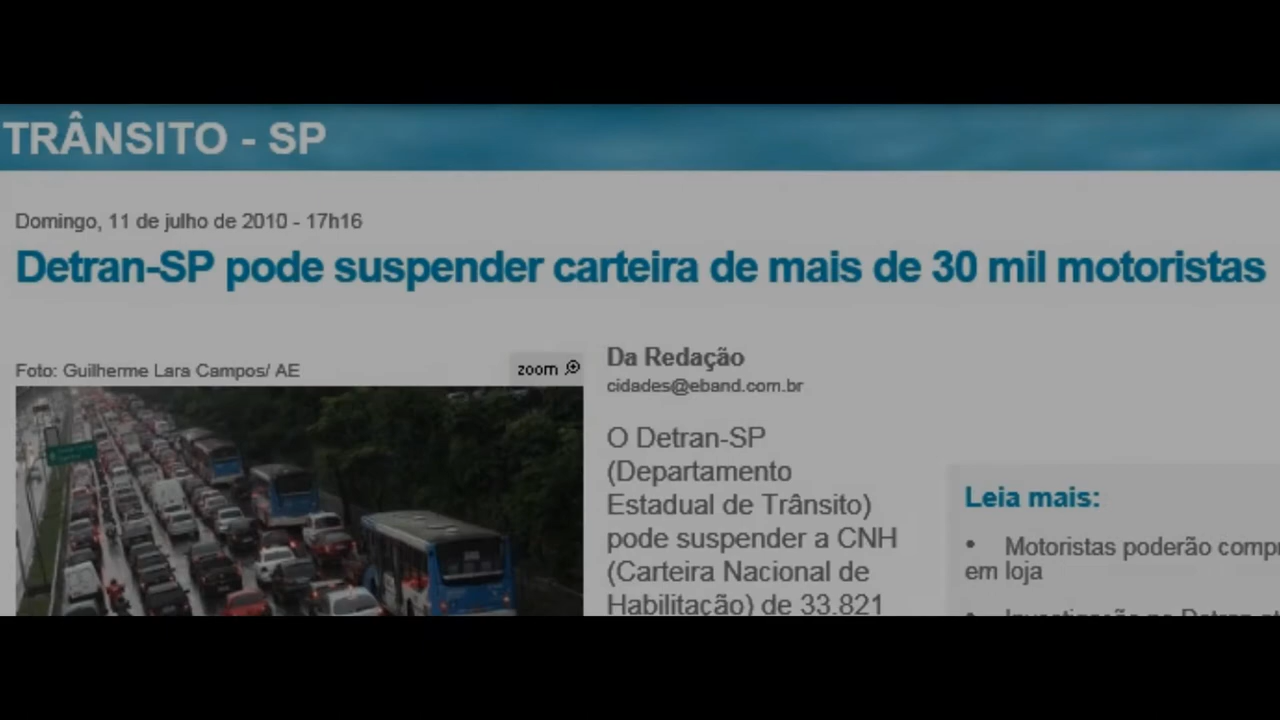 TRÂNSITO - SP
Domingo, 11 de julho de 2010 - 17h16
Detran-SP pode suspender carteira de mais de 30 mil motoristas
Foto: Guilherme Lara Campos/ AE
zoom
Da Redação
cidades@eband.com.br
O Detran-SP
(Departamento
Estadual de Trânsito)
pode suspender a CNH
(Carteira Nacional de
Habilitação) de 33.821
Leia mais:
• Motoristas poderão compr
em loja